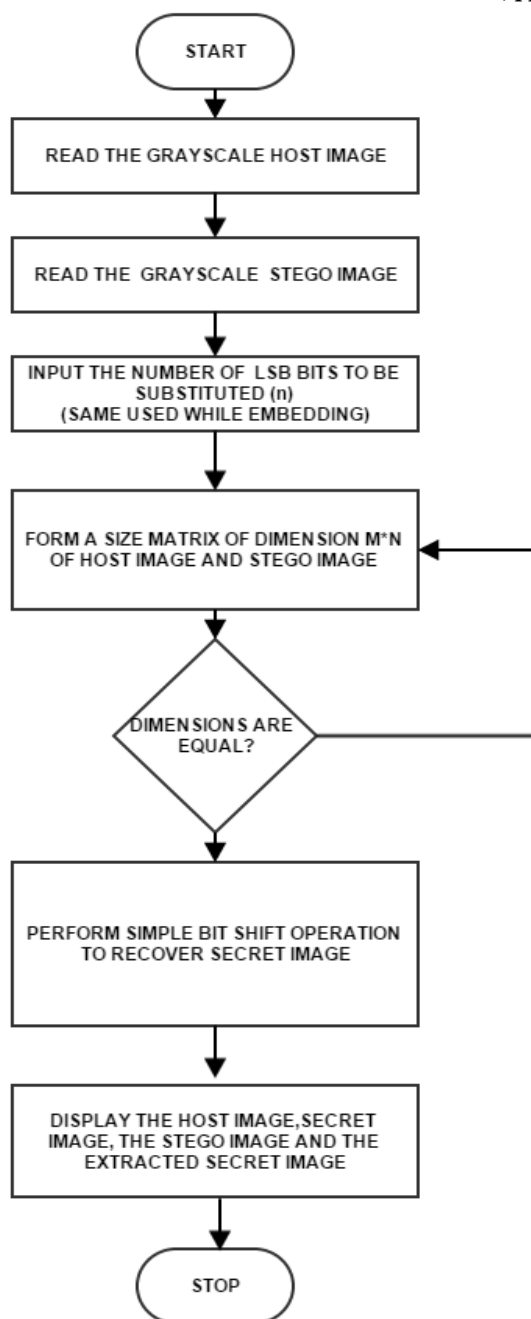 START
READ THE GRAYSCALE HOST IMAGE
READ THE GRAYSCALE STEGO IMAGE
INPUT THE NUMBER OF LSB BITS TO BE
SUBSTITUTED (n)
(SAME USED WHILE EMBEDDING)
FORM A SIZE MATRIX OF DIMENSION M*N
OF HOST IMAGE AND STEGO IMAGE
DIMENSIONS ARE
EQUAL?
PERFORM SIMPLE BIT SHIFT OPERATION
TO RECOVER SECRET IMAGE
DISPLAY THE HOST IMAGE,SECRET
IMAGE, THE STEGO IMAGE AND THE
EXTRACTED SECRET IMAGE
STOP